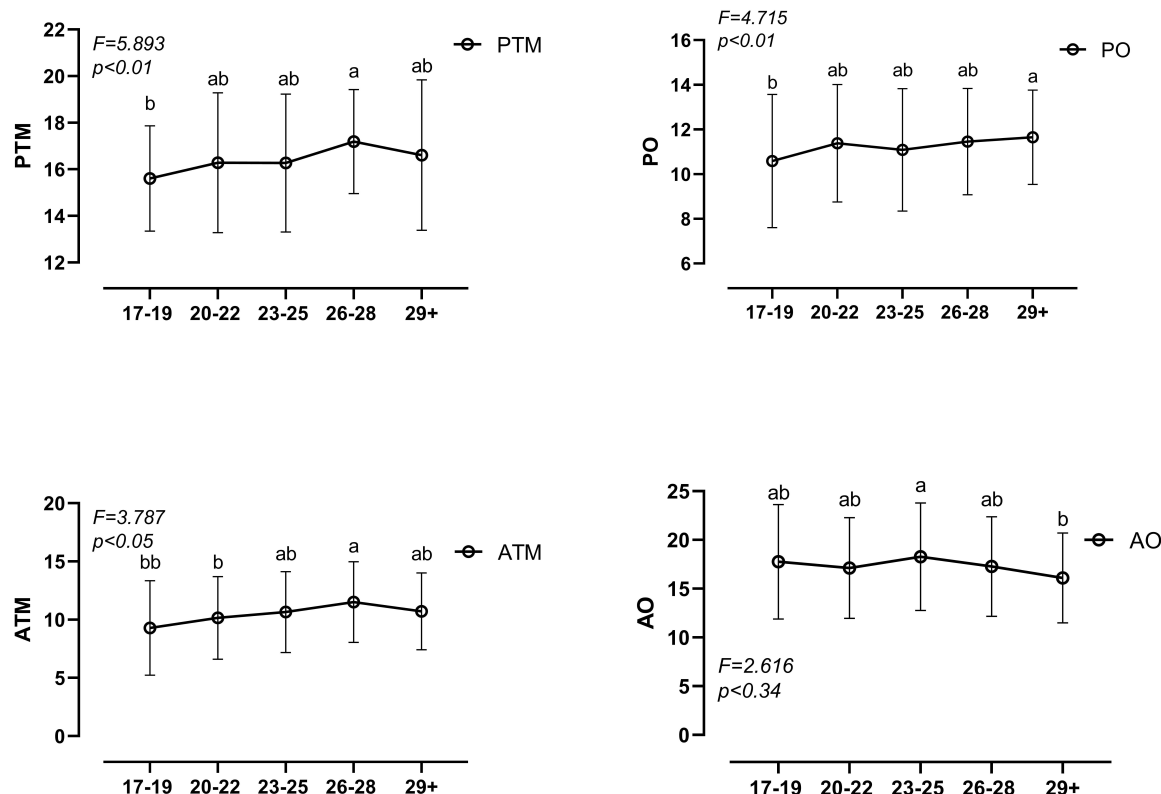 F=5.893
p<0.01
PTM
PTM
22
20
18
16
14
12
b
ab
ab
a
ab
17-19 20-22 23-25 26-28 29+
F=4.715
p<0.01
PO
PO
16
14
12
10
8
6
b
ab
ab
ab
a
17-19 20-22 23-25 26-28 29+
F=3.787
p<0.05
ATM
ATM
20
15
10
5
0
bb
b
ab
a
ab
17-19 20-22 23-25 26-28 29+
AO
AO
25
20
15
10
5
0
ab
ab
a
ab
b
F=2.616
p<0.34
17-19 20-22 23-25 26-28 29+